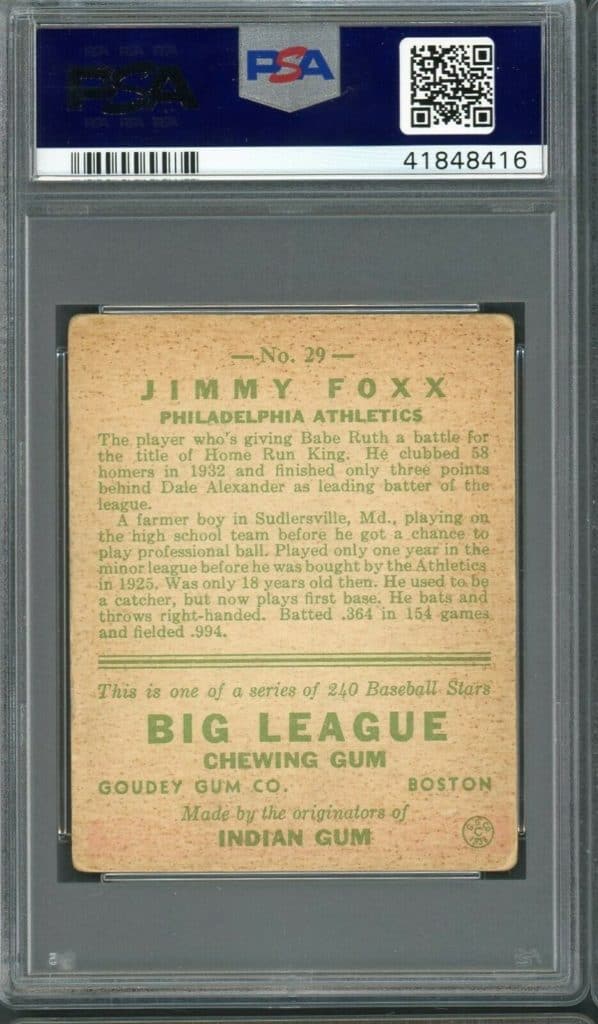 PSA
PSA
41848416
— No. 29 —
JIMMY FOXX
PHILADELPHIA ATHLETICS
The player who's giving Babe Ruth a battle for
the title of Home Run King. He clubbed 58
homers in 1932 and finished only three points
behind Dale Alexander as leading batter of the
league.
A farmer boy in Sudlersville, Md., playing on
the high school team before he got a chance to
play professional ball. Played only one year in the
minor league before he was bought by the Athletics
in 1925. Was only 18 years old then. He used to be
a catcher, but now plays first base. He bats and
throws right-handed. Batted .364 in 154 games
and fielded .994.
This is one of a series of 240 Baseball Stars
BIG LEAGUE
CHEWING GUM
GOUDEY GUM CO. BOSTON
Made by the originators of
INDIAN GUM